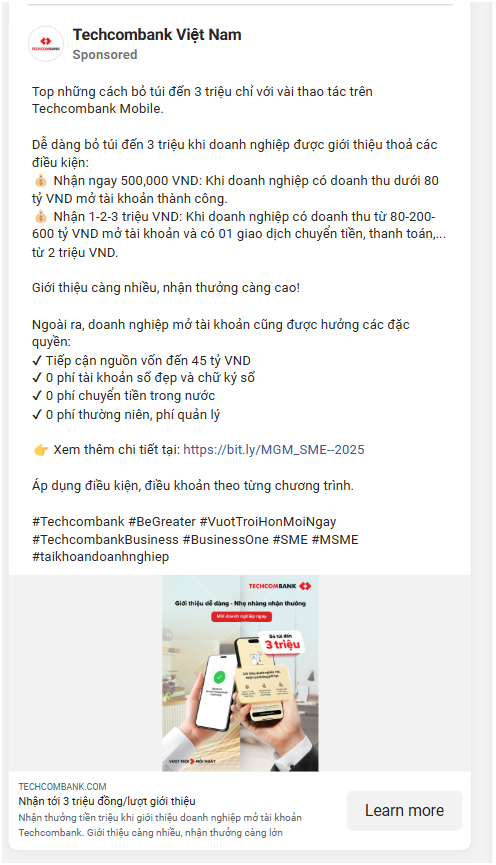 TECHCOMBANK
Techcombank Việt Nam
Sponsored
Top những cách bỏ túi đến 3 triệu chỉ với vài thao tác trên
Techcombank Mobile.
Dễ dàng bỏ túi đến 3 triệu khi doanh nghiệp được giới thiệu thoả các
điều kiện:
💰 Nhận ngay 500,000 VND: Khi doanh nghiệp có doanh thu dưới 80
tỷ VND mở tài khoản thành công.
💰 Nhận 1-2-3 triệu VND: Khi doanh nghiệp có doanh thu từ 80-200-
600 tỷ VND mở tài khoản và có 01 giao dịch chuyển tiền, thanh toán,...
từ 2 triệu VND.
Giới thiệu càng nhiều, nhận thưởng càng cao!
Ngoài ra, doanh nghiệp mở tài khoản cũng được hưởng các đặc
quyền:
✓ Tiếp cận nguồn vốn đến 45 tỷ VND
✓ 0 phí tài khoản số đẹp và chữ ký số
✓ 0 phí chuyển tiền trong nước
✓ 0 phí thường niên, phí quản lý
👉 Xem thêm chi tiết tại: https://bit.ly/MGM_SME--2025
Áp dụng điều kiện, điều khoản theo từng chương trình.
#Techcombank #BeGreater #VuotTroiHonMoiNgay
#TechcombankBusiness #BusinessOne #SME #MSME
#taikhoandoanhnghiep
TECHCOMBANK
Giới thiệu dễ dàng - Nhẹ nhàng nhận thưởng
Mời doanh nghiệp ngay
Bỏ túi đến
3 triệu
VƯỢT TRỘI MỖI NGÀY
TECHCOMBANK.COM
Nhận tới 3 triệu đồng/lượt giới thiệu
Nhận thưởng tiền triệu khi giới thiệu doanh nghiệp mở tài khoản
Techcombank. Giới thiệu càng nhiều, nhận thưởng càng lớn
Learn more